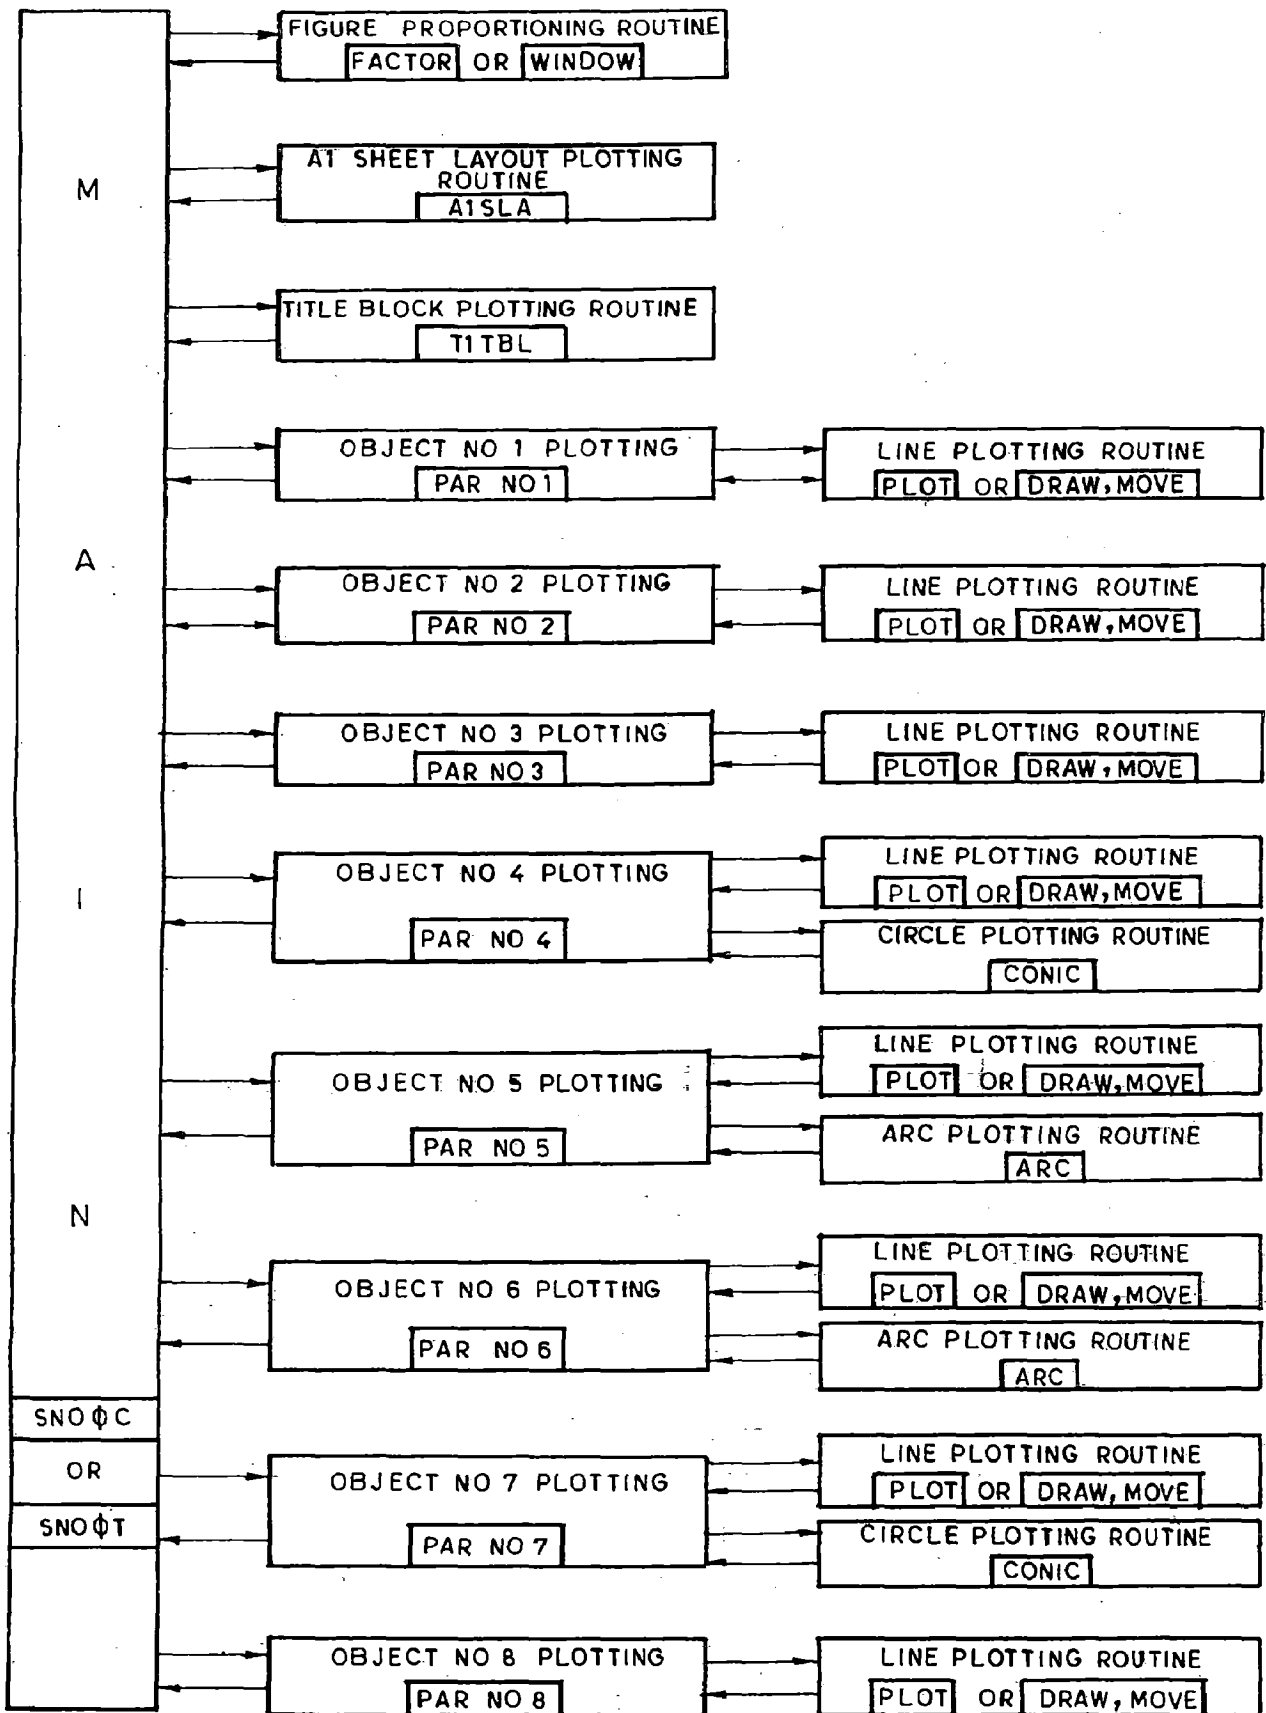 FIGURE PROPORTIONING ROUTINE
FACTOR OR WINDOW
A1 SHEET LAYOUT PLOTTING
ROUTINE
A1SLA
TITLE BLOCK PLOTTING ROUTINE
T1TBL
OBJECT NO 1 PLOTTING
PAR NO 1
LINE PLOTTING ROUTINE
PLOT OR DRAW, MOVE
OBJECT NO 2 PLOTTING
PAR NO 2
LINE PLOTTING ROUTINE
PLOT OR DRAW, MOVE
OBJECT NO 3 PLOTTING
PAR NO 3
LINE PLOTTING ROUTINE
PLOT OR DRAW, MOVE
OBJECT NO 4 PLOTTING
PAR NO 4
LINE PLOTTING ROUTINE
PLOT OR DRAW, MOVE
CIRCLE PLOTTING ROUTINE
CONIC
OBJECT NO 5 PLOTTING
PAR NO 5
LINE PLOTTING ROUTINE
PLOT OR DRAW, MOVE
ARC PLOTTING ROUTINE
ARC
OBJECT NO 6 PLOTTING
PAR NO 6
LINE PLOTTING ROUTINE
PLOT OR DRAW, MOVE
ARC PLOTTING ROUTINE
ARC
OBJECT NO 7 PLOTTING
PAR NO 7
LINE PLOTTING ROUTINE
PLOT OR DRAW, MOVE
CIRCLE PLOTTING ROUTINE
CONIC
OBJECT NO 8 PLOTTING
PAR NO 8
LINE PLOTTING ROUTINE
PLOT OR DRAW, MOVE
M
A
I
N
SNOϕC
OR
SNOϕT